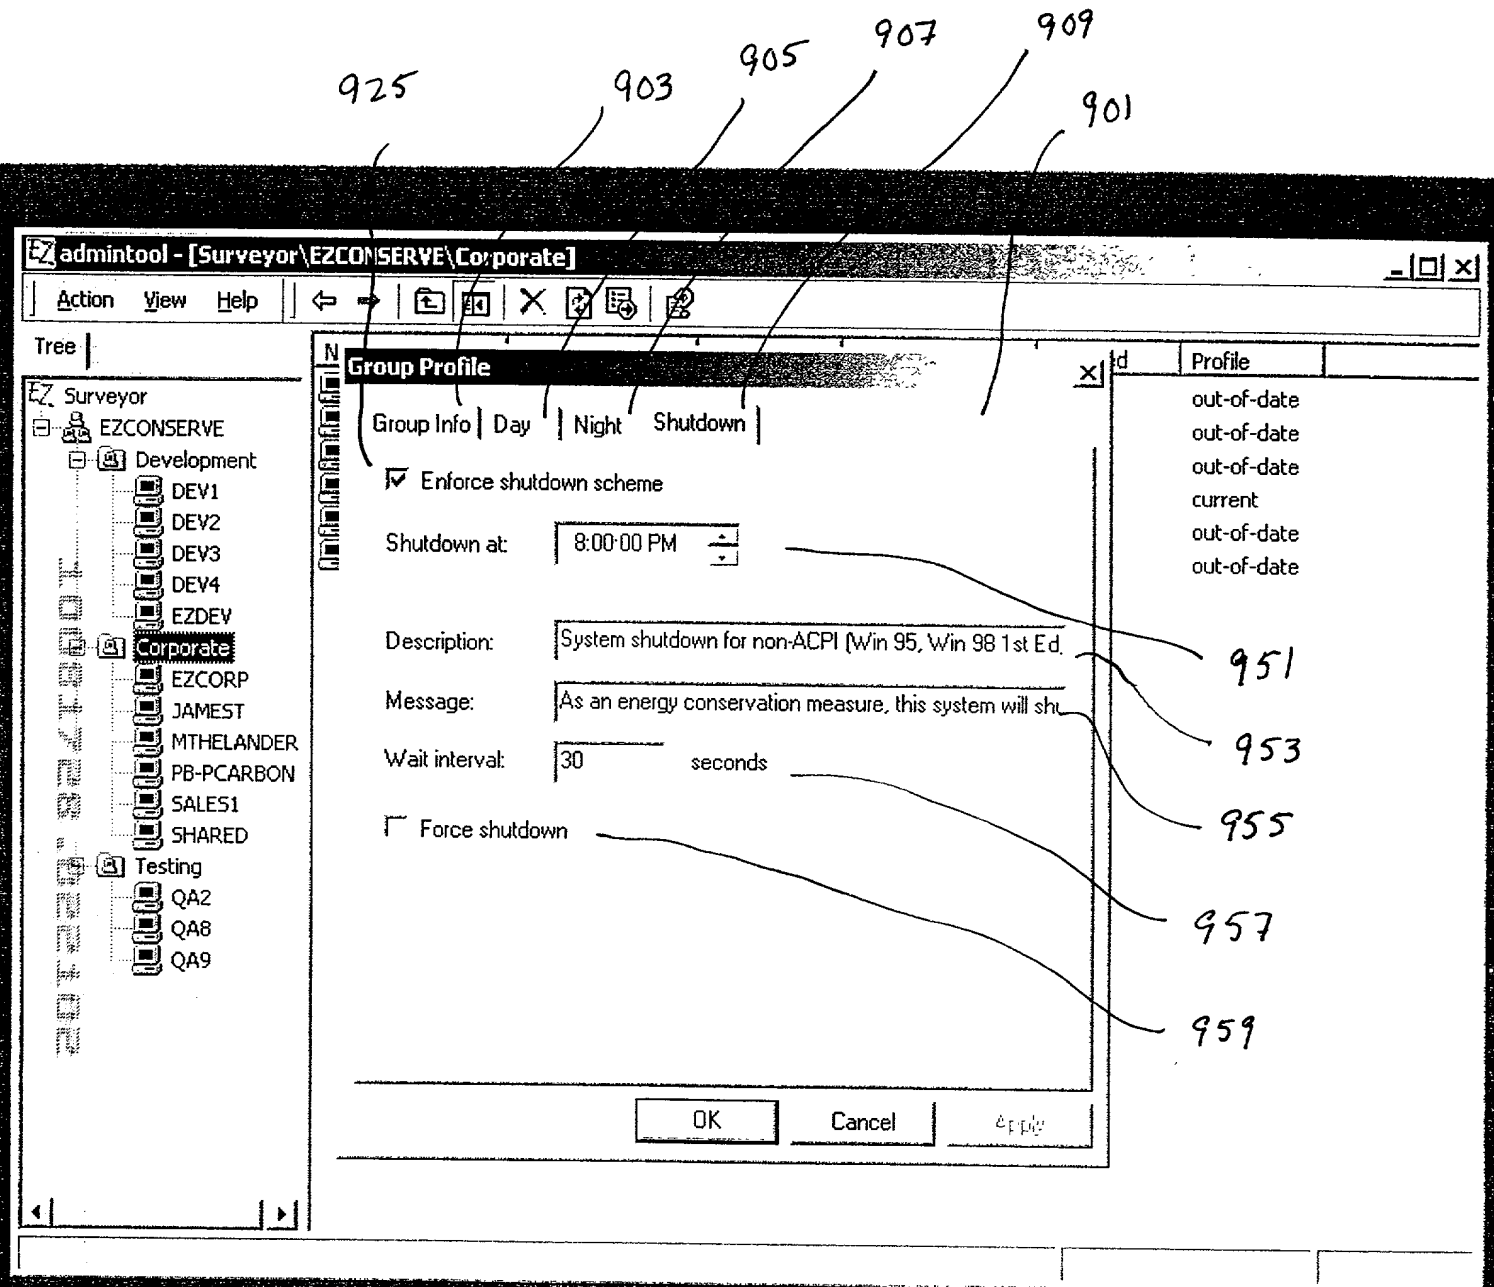 925 903 905 907 909
901
EZ admintool - [Surveyor\EZCONSERVE\Corporate]
Action View Help
Tree
N d Profile
Group Profile
EZ Surveyor
EZCONSERVE
Development
DEV1
DEV2
DEV3
DEV4
EZDEV
Corporate
EZCORP
JAMEST
MTHELANDER
PB-PCARBON
SALES1
SHARED
Testing
QA2
QA8
QA9
Group Info Day Night Shutdown
Enforce shutdown scheme
Shutdown at: 8:00:00 PM
Description: System shutdown for non-ACPI (Win 95, Win 98 1st Ed,
Message: As an energy conservation measure, this system will shu
Wait interval: 30 seconds
Force shutdown
OK Cancel Apply
out-of-date
out-of-date
out-of-date
current
out-of-date
out-of-date
951
953
955
957
959